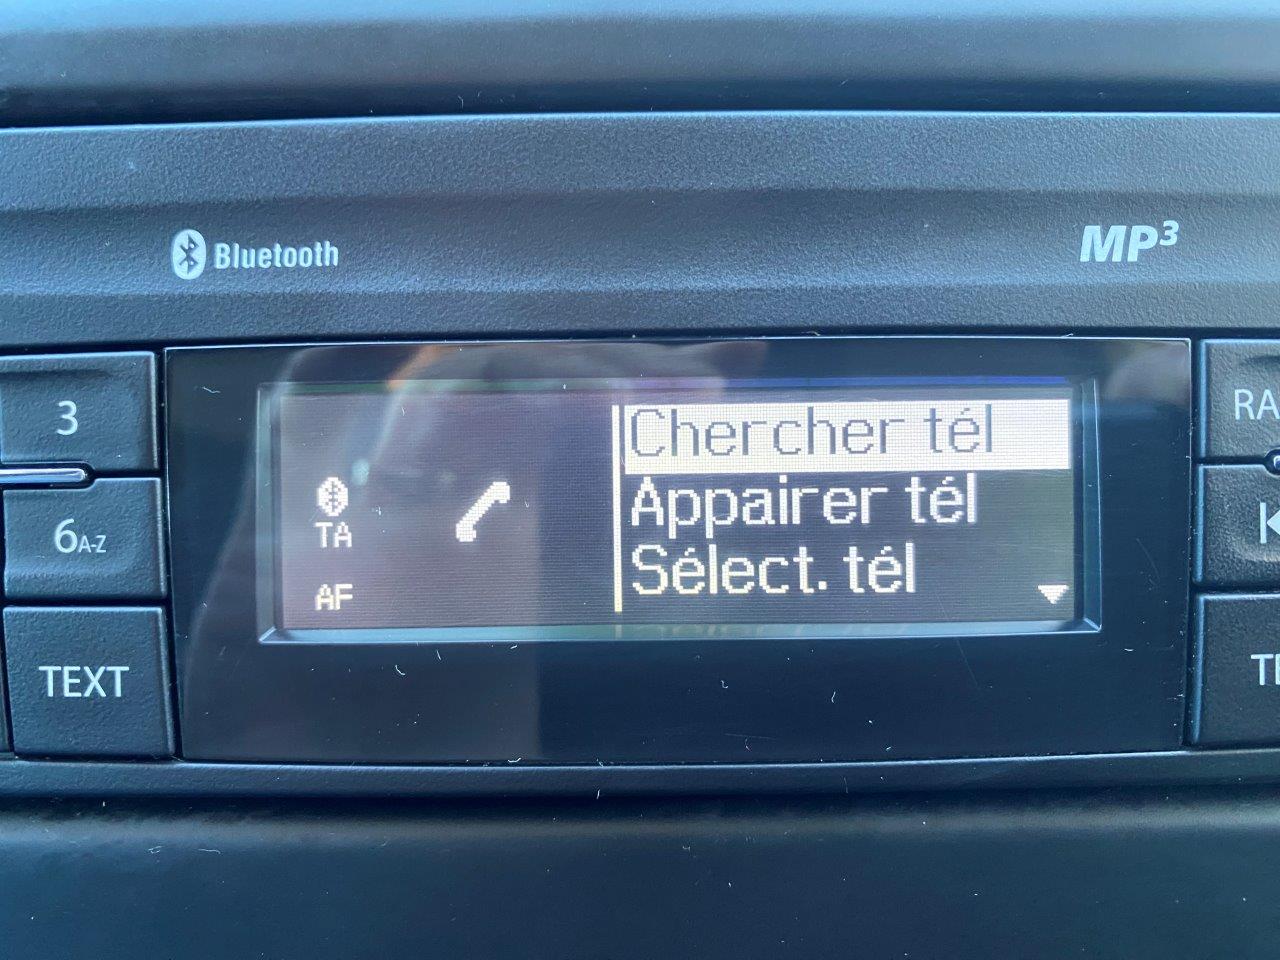 Bluetooth
MP3
3
6A-Z
TEXT
TA
AF
Chercher tél
Appairer tél
Sélect. tél